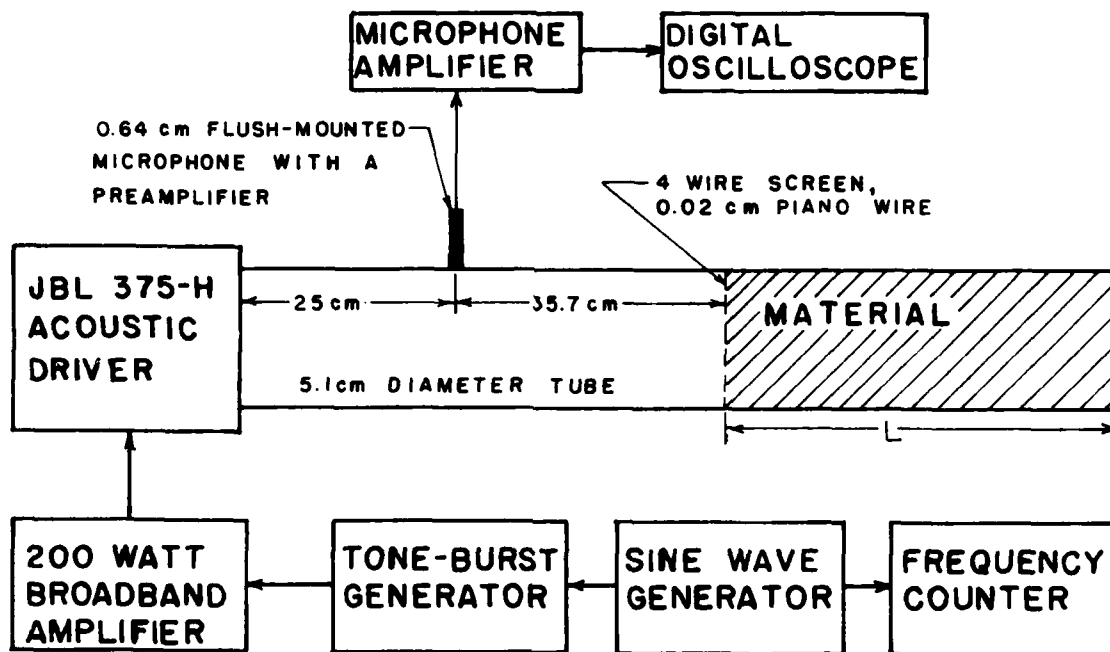 MICROPHONE
AMPLIFIER
DIGITAL
OSCILLOSCOPE
0.64 cm FLUSH-MOUNTED
MICROPHONE WITH A
PREAMPLIFIER
4 WIRE SCREEN,
0.02 cm PIANO WIRE
JBL 375-H
ACOUSTIC
DRIVER
25 cm
35.7 cm
MATERIAL
5.1cm DIAMETER TUBE
L
200 WATT
BROADBAND
AMPLIFIER
TONE-BURST
GENERATOR
SINE WAVE
GENERATOR
FREQUENCY
COUNTER